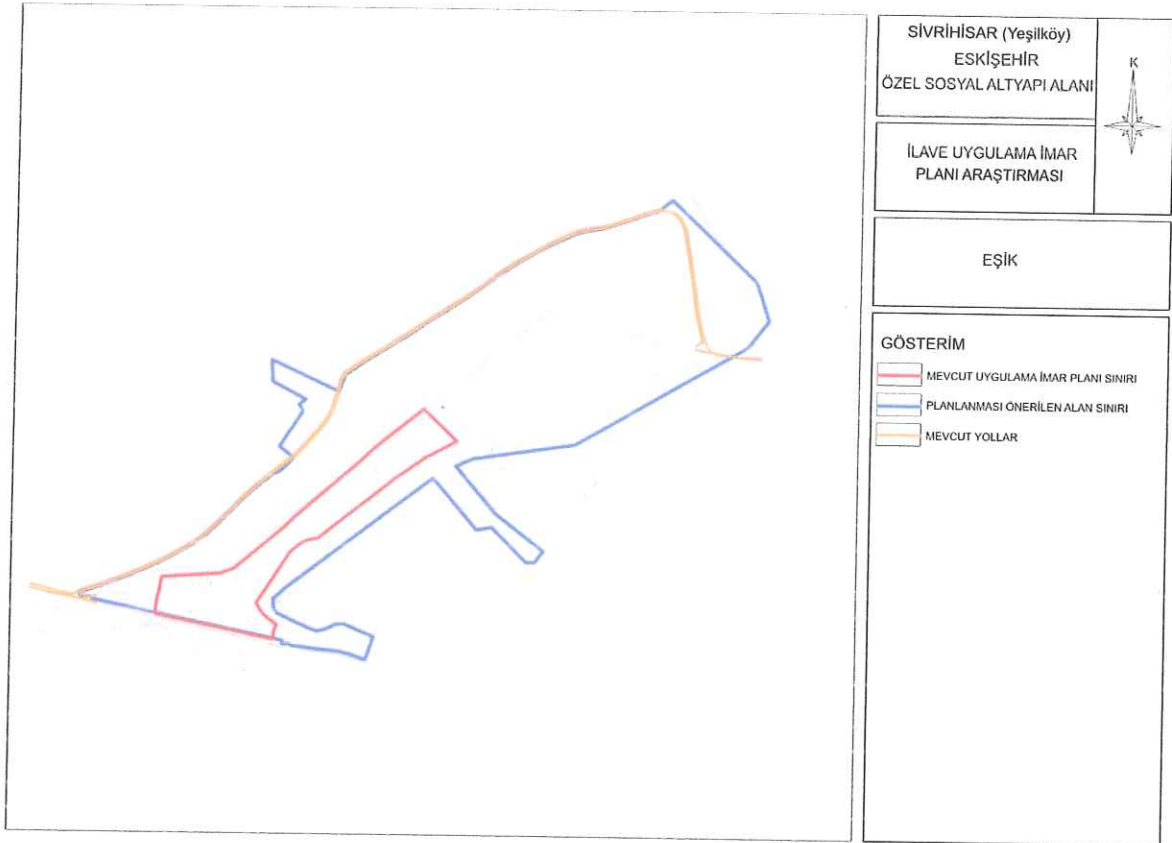 SİVRİHİSAR (Yeşilköy)
ESKİŞEHİR
ÖZEL SOSYAL ALTYAPI ALANI
K
İLAVE UYGULAMA İMAR
PLANI ARAŞTIRMASI
EŞİK
GÖSTERİM
MEVCUT UYGULAMA İMAR PLANI SINIRI
PLANLANMASI ÖNERİLEN ALAN SINIRI
MEVCUT YOLLAR